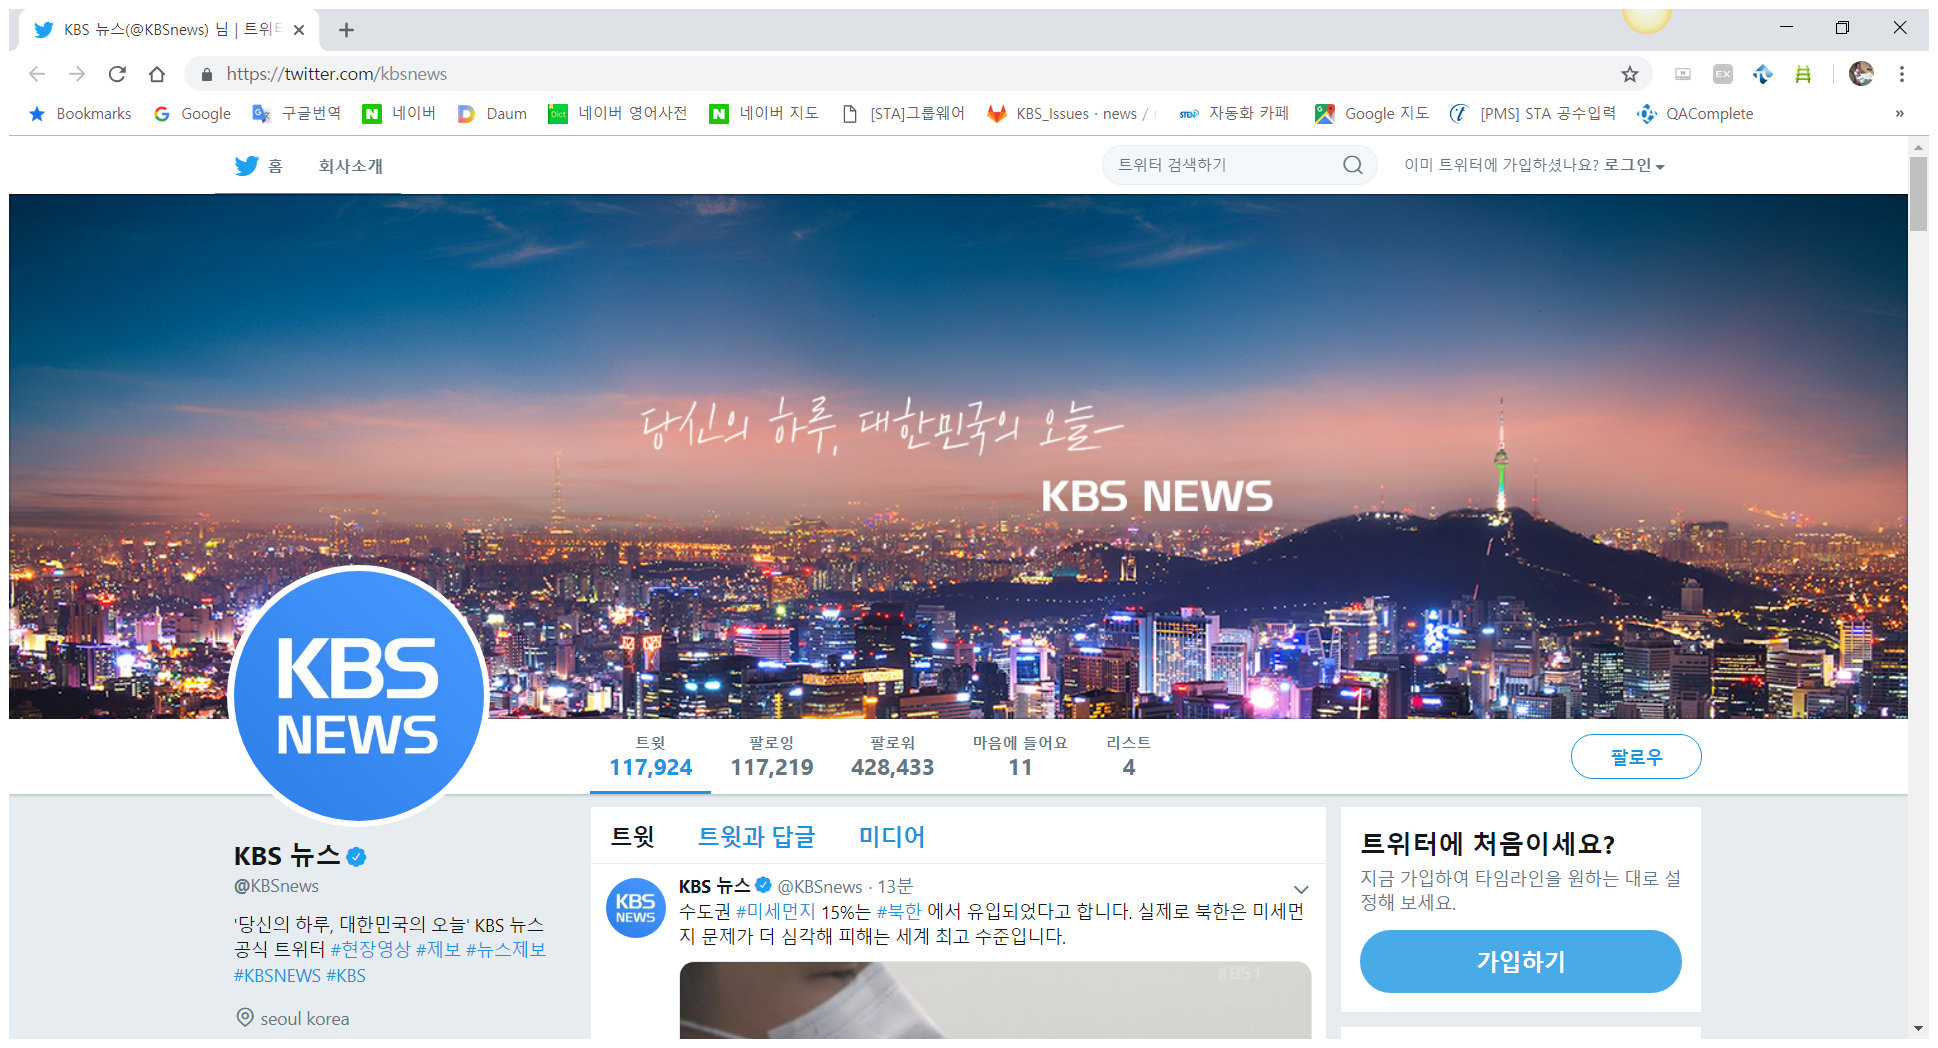 KBS 뉴스(@KBSnews) 님 | 트위터
https://twitter.com/kbsnews
Bookmarks Google 구글번역 네이버 Daum 네이버 영어사전 네이버 지도 [STA]그룹웨어 KBS_Issues · news / 자동화 카페 Google 지도 [PMS] STA 공수입력 QAComplete »
홈 회사소개 트위터 검색하기 이미 트위터에 가입하셨나요? 로그인
당신의 하루, 대한민국의 오늘
KBS NEWS
KBS
NEWS
트윗 팔로잉 팔로워 마음에 들어요 리스트
117,924 117,219 428,433 11 4
팔로우
KBS 뉴스
@KBSnews
'당신의 하루, 대한민국의 오늘' KBS 뉴스
공식 트위터 #현장영상 #제보 #뉴스제보
#KBSNEWS #KBS
seoul korea
트윗 트윗과 답글 미디어
KBS
NEWS
KBS 뉴스 @KBSnews · 13분
수도권 #미세먼지 15%는 #북한 에서 유입되었다고 합니다. 실제로 북한은 미세먼
지 문제가 더 심각해 피해는 세계 최고 수준입니다.
KBS1
트위터에 처음이세요?
지금 가입하여 타임라인을 원하는 대로 설
정해 보세요.
가입하기